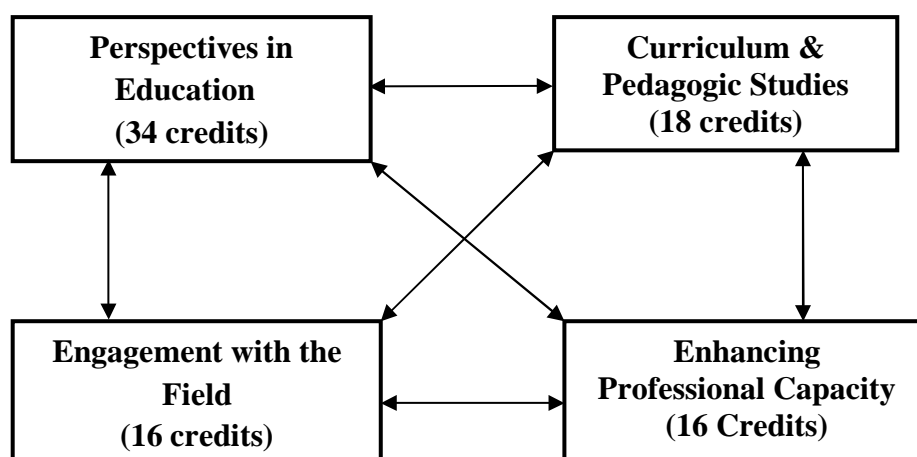 Perspectives in
Education
(34 credits)
Curriculum &
Pedagogic Studies
(18 credits)
Engagement with the
Field
(16 credits)
Enhancing
Professional Capacity
(16 Credits)